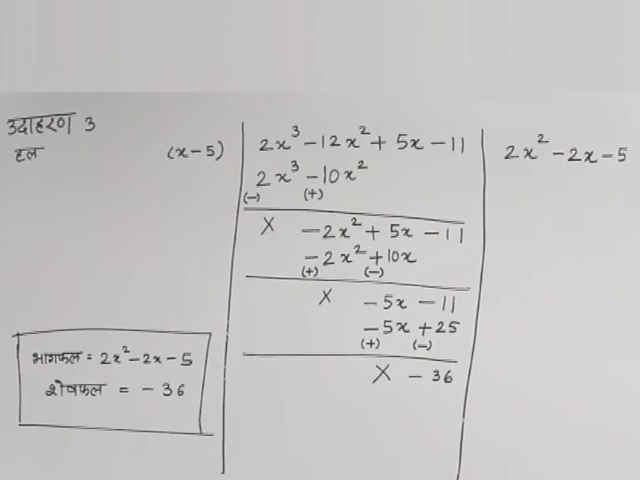 उदाहरण 3
हल
(x-5)
2x³ -12x² + 5x - 11
2x² - 2x - 5
2x³ -10x²
(-) (+)
X -2x² + 5x - 11
-2x² + 10x
(+) (-)
X -5x - 11
-5x + 25
(+) (-)
X - 36
भागफल = 2x² - 2x - 5
शेषफल = - 36